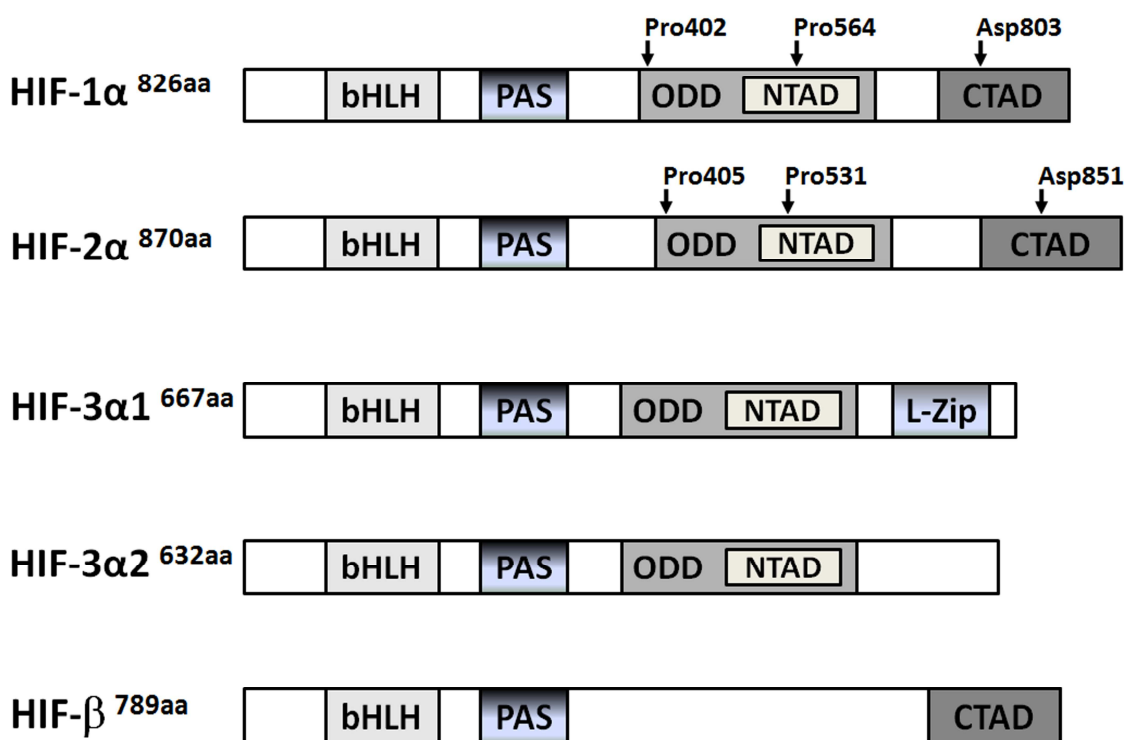 Pro402 Pro564 Asp803
HIF-1α 826aa bHLH PAS ODD NTAD CTAD
Pro405 Pro531 Asp851
HIF-2α 870aa bHLH PAS ODD NTAD CTAD
HIF-3α1 667aa bHLH PAS ODD NTAD L-Zip
HIF-3α2 632aa bHLH PAS ODD NTAD
HIF-β 789aa bHLH PAS CTAD